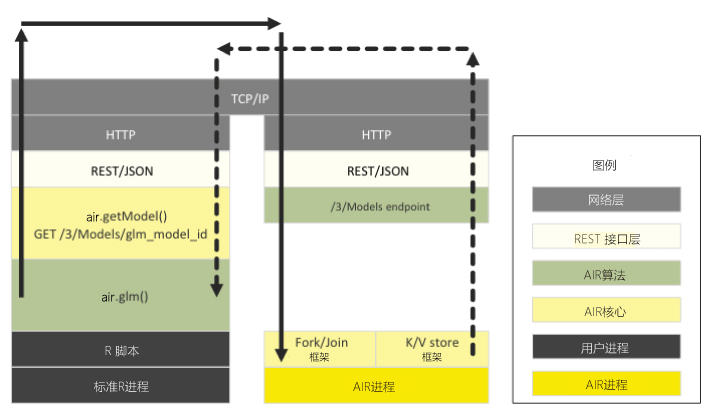 TCP/IP
HTTP
REST/JSON
air.getModel()
GET /3/Models/glm_model_id
air.glm()
R 脚本
标准R进程
HTTP
REST/JSON
/3/Models endpoint
Fork/Join
框架
K/V store
框架
AIR进程
图例
网络层
REST 接口层
AIR算法
AIR核心
用户进程
AIR进程